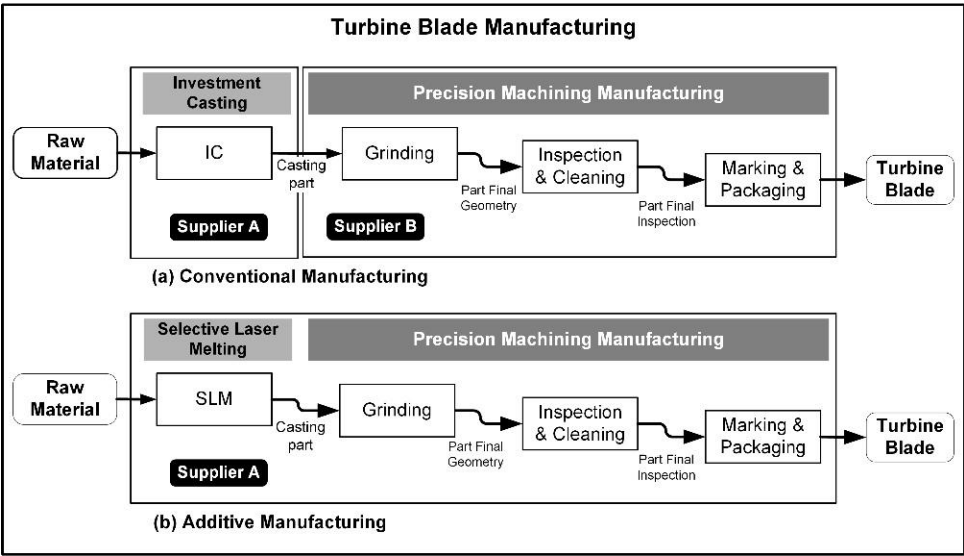 Turbine Blade Manufacturing
Investment
Casting
Precision Machining Manufacturing
Raw
Material
IC
Casting
part
Grinding
Part Final
Geometry
Inspection
& Cleaning
Part Final
Inspection
Marking &
Packaging
Turbine
Blade
Supplier A
Supplier B
(a) Conventional Manufacturing
Selective Laser
Melting
Precision Machining Manufacturing
Raw
Material
SLM
Casting
part
Grinding
Part Final
Geometry
Inspection
& Cleaning
Part Final
Inspection
Marking &
Packaging
Turbine
Blade
Supplier A
(b) Additive Manufacturing